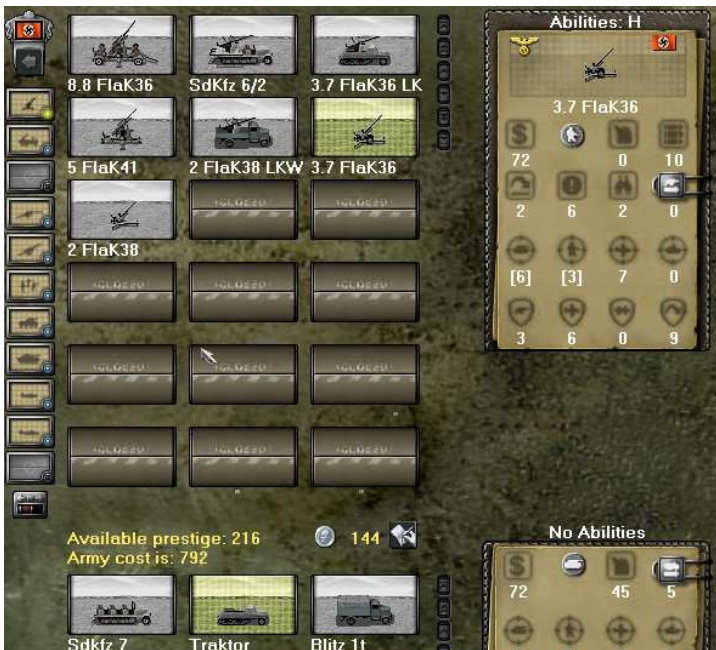 Abilities: H
8.8 FlaK36
SdKfz 6/2
3.7 FlaK36 LK
3.7 FlaK36
$
72
0
10
5 FlaK41
2 FlaK38 LKW
3.7 FlaK36
2
6
2
0
2 FlaK38
[6]
[3]
7
0
3
6
0
9
Available prestige: 216
144
Army cost is: 792
No Abilities
$
72
45
5
Sdkfz 7
Traktor
Blitz 1t